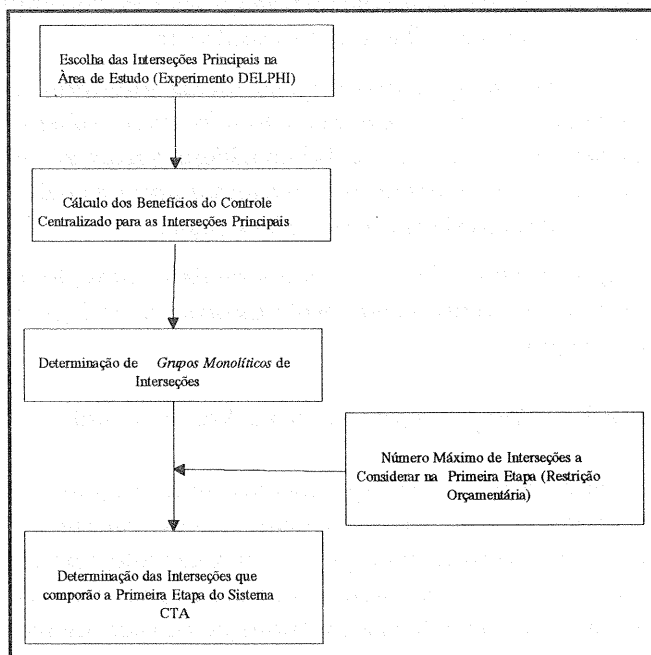 Escolha das Interseções Principais na
Àrea de Estudo (Experimento DELPHI)
Cálculo dos Benefícios do Controle
Centralizado para as Interseções Principais
Determinação de Grupos Monolíticos de
Interseções
Número Máximo de Interseções a
Considerar na Primeira Etapa (Restrição
Orçamentária)
Determinação das Interseções que
comporão a Primeira Etapa do Sistema
CTA